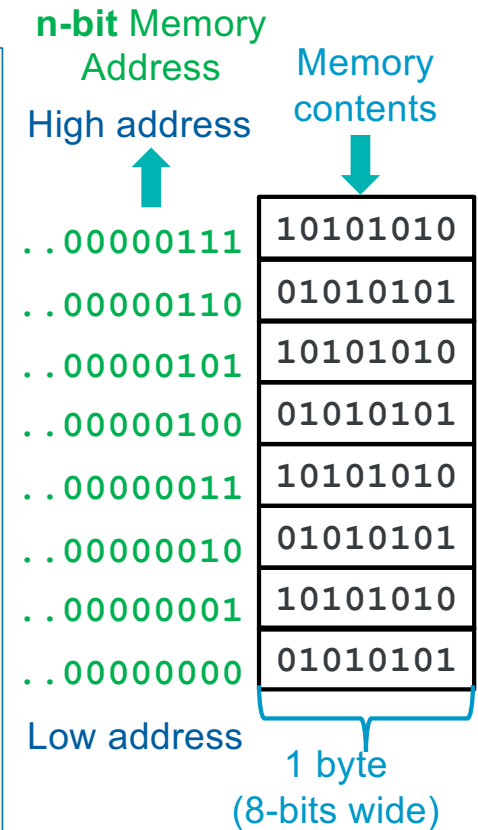 n-bit Memory
Address
Memory
contents
High address
..00000111 10101010
..00000110 01010101
..00000101 10101010
..00000100 01010101
..00000011 10101010
..00000010 01010101
..00000001 10101010
..00000000 01010101
Low address
1 byte
(8-bits wide)